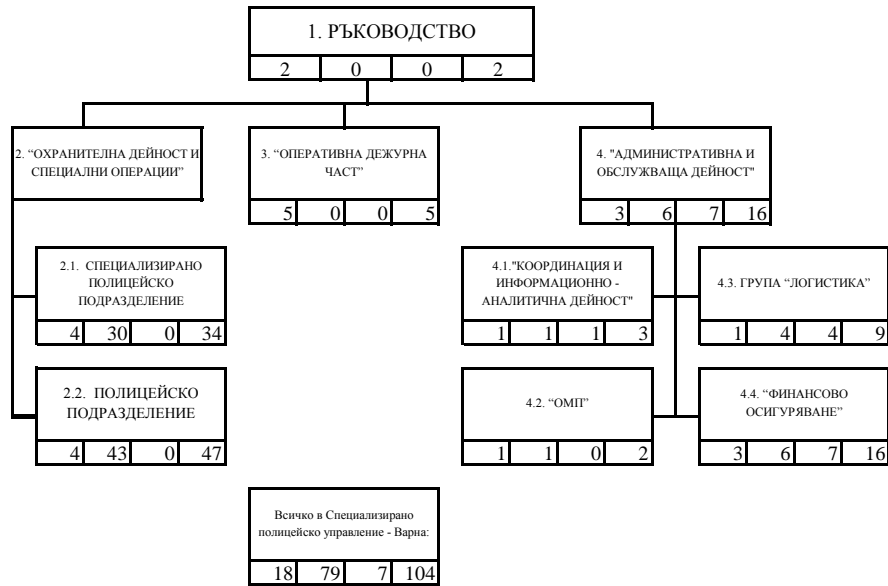 1. РЪКОВОДСТВО
2 0 0 2
2. “ОХРАНИТЕЛНА ДЕЙНОСТ И
СПЕЦИАЛНИ ОПЕРАЦИИ”
3. “ОПЕРАТИВНА ДЕЖУРНА
ЧАСТ”
5 0 0 5
4. "АДМИНИСТРАТИВНА И
ОБСЛУЖВАЩА ДЕЙНОСТ"
3 6 7 16
2.1. СПЕЦИАЛИЗИРАНО
ПОЛИЦЕЙСКО
ПОДРАЗДЕЛЕНИЕ
4 30 0 34
4.1."КООРДИНАЦИЯ И
ИНФОРМАЦИОННО -
АНАЛИТИЧНА ДЕЙНОСТ"
1 1 1 3
4.3. ГРУПА “ЛОГИСТИКА”
1 4 4 9
2.2. ПОЛИЦЕЙСКО
ПОДРАЗДЕЛЕНИЕ
4 43 0 47
4.2. “ОМП”
1 1 0 2
4.4. “ФИНАНСОВО
ОСИГУРЯВАНЕ”
3 6 7 16
Всичко в Специализирано
полицейско управление - Варна:
18 79 7 104